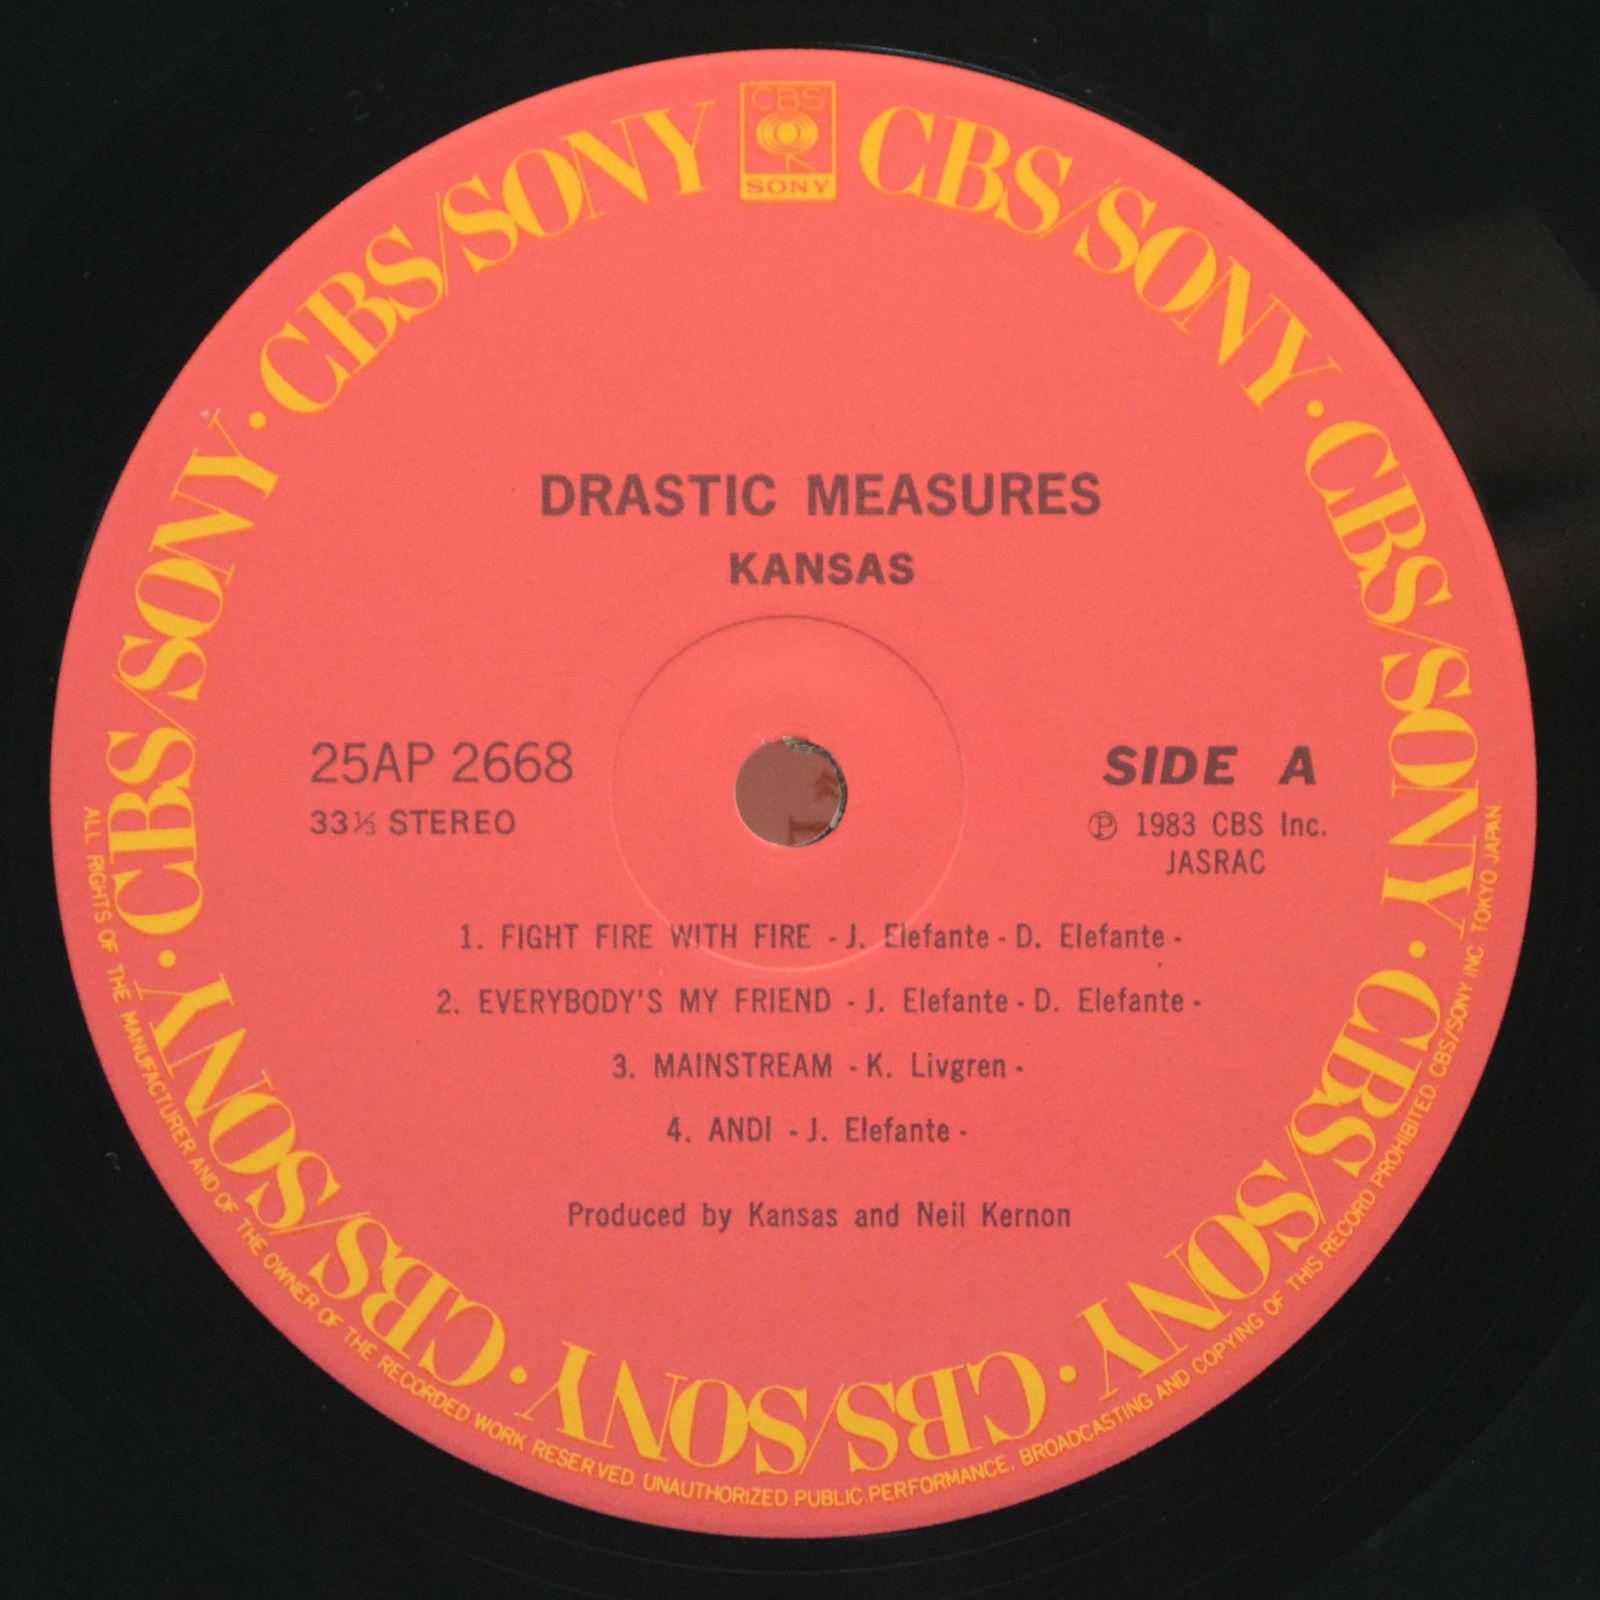 CBS
SONY
CBS/SONY · CBS/SONY · CBS/SONY · CBS/SONY · CBS/SONY · CBS/SONY · CBS/SONY
DRASTIC MEASURES
KANSAS
25AP 2668
33⅓ STEREO
SIDE A
Ⓟ 1983 CBS Inc.
JASRAC
1. FIGHT FIRE WITH FIRE - J. Elefante - D. Elefante -
2. EVERYBODY'S MY FRIEND - J. Elefante - D. Elefante -
3. MAINSTREAM - K. Livgren -
4. ANDI - J. Elefante -
Produced by Kansas and Neil Kernon
ALL RIGHTS OF THE MANUFACTURER AND OF THE OWNER OF THE RECORDED WORK RESERVED. UNAUTHORIZED PUBLIC PERFORMANCE, BROADCASTING AND COPYING OF THIS RECORD PROHIBITED. CBS/SONY INC. TOKYO JAPAN.